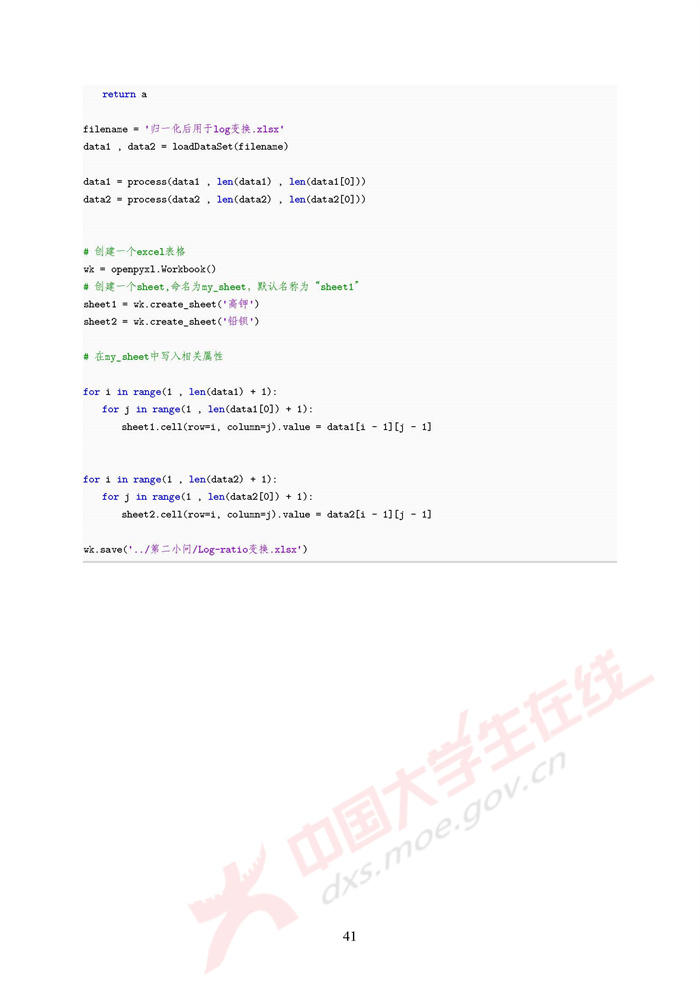 return a
filename = '归一化后用于log变换.xlsx'
data1 , data2 = loadDataSet(filename)
data1 = process(data1 , len(data1) , len(data1[0]))
data2 = process(data2 , len(data2) , len(data2[0]))
# 创建一个excel表格
wk = openpyxl.Workbook()
# 创建一个sheet,命名为my_sheet, 默认名称为 “sheet1”
sheet1 = wk.create_sheet('高钾')
sheet2 = wk.create_sheet('铅钡')
# 在my_sheet中写入相关属性
for i in range(1 , len(data1) + 1):
for j in range(1 , len(data1[0]) + 1):
sheet1.cell(row=i, column=j).value = data1[i - 1][j - 1]
for i in range(1 , len(data2) + 1):
for j in range(1 , len(data2[0]) + 1):
sheet2.cell(row=i, column=j).value = data2[i - 1][j - 1]
wk.save('../第二小问/Log-ratio变换.xlsx')
中国大学生在线
dxs.moe.gov.cn
41